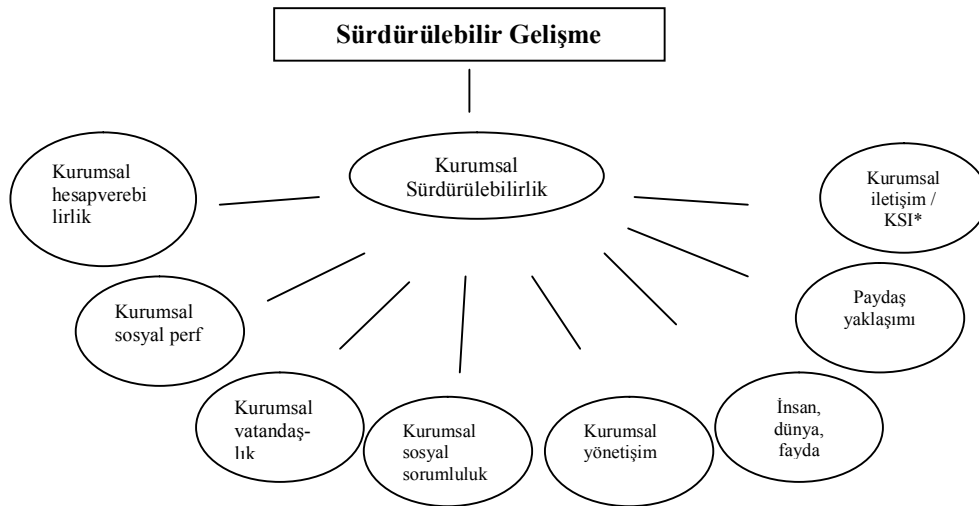 Sürdürülebilir Gelişme
Kurumsal
Sürdürülebilirlik
Kurumsal
hesapverebi
lirlik
Kurumsal
sosyal perf
Kurumsal
vatandaş-
lık
Kurumsal
sosyal
sorumluluk
Kurumsal
yönetişim
İnsan,
dünya,
fayda
Paydaş
yaklaşımı
Kurumsal
iletişim /
KSI*